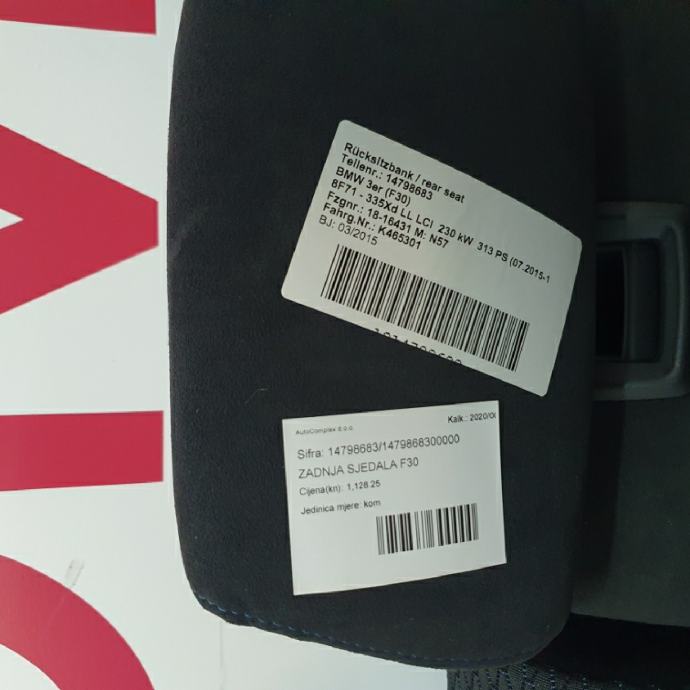 Rücksitzbank / rear seat
Teilenr.: 14798683
BMW 3er (F30)
8F71 - 335Xd LL LCI 230 kW 313 PS (07.2015-1
Fzgnr.: 18-16431 M: N57
Fahrg.Nr.: K465301
BJ: 03/2015
AutoComplex d.o.o.
Kalk.: 2020/0
Sifra: 14798683/1479868300000
ZADNJA SJEDALA F30
Cijena(kn): 1,128.25
Jedinica mjere: kom